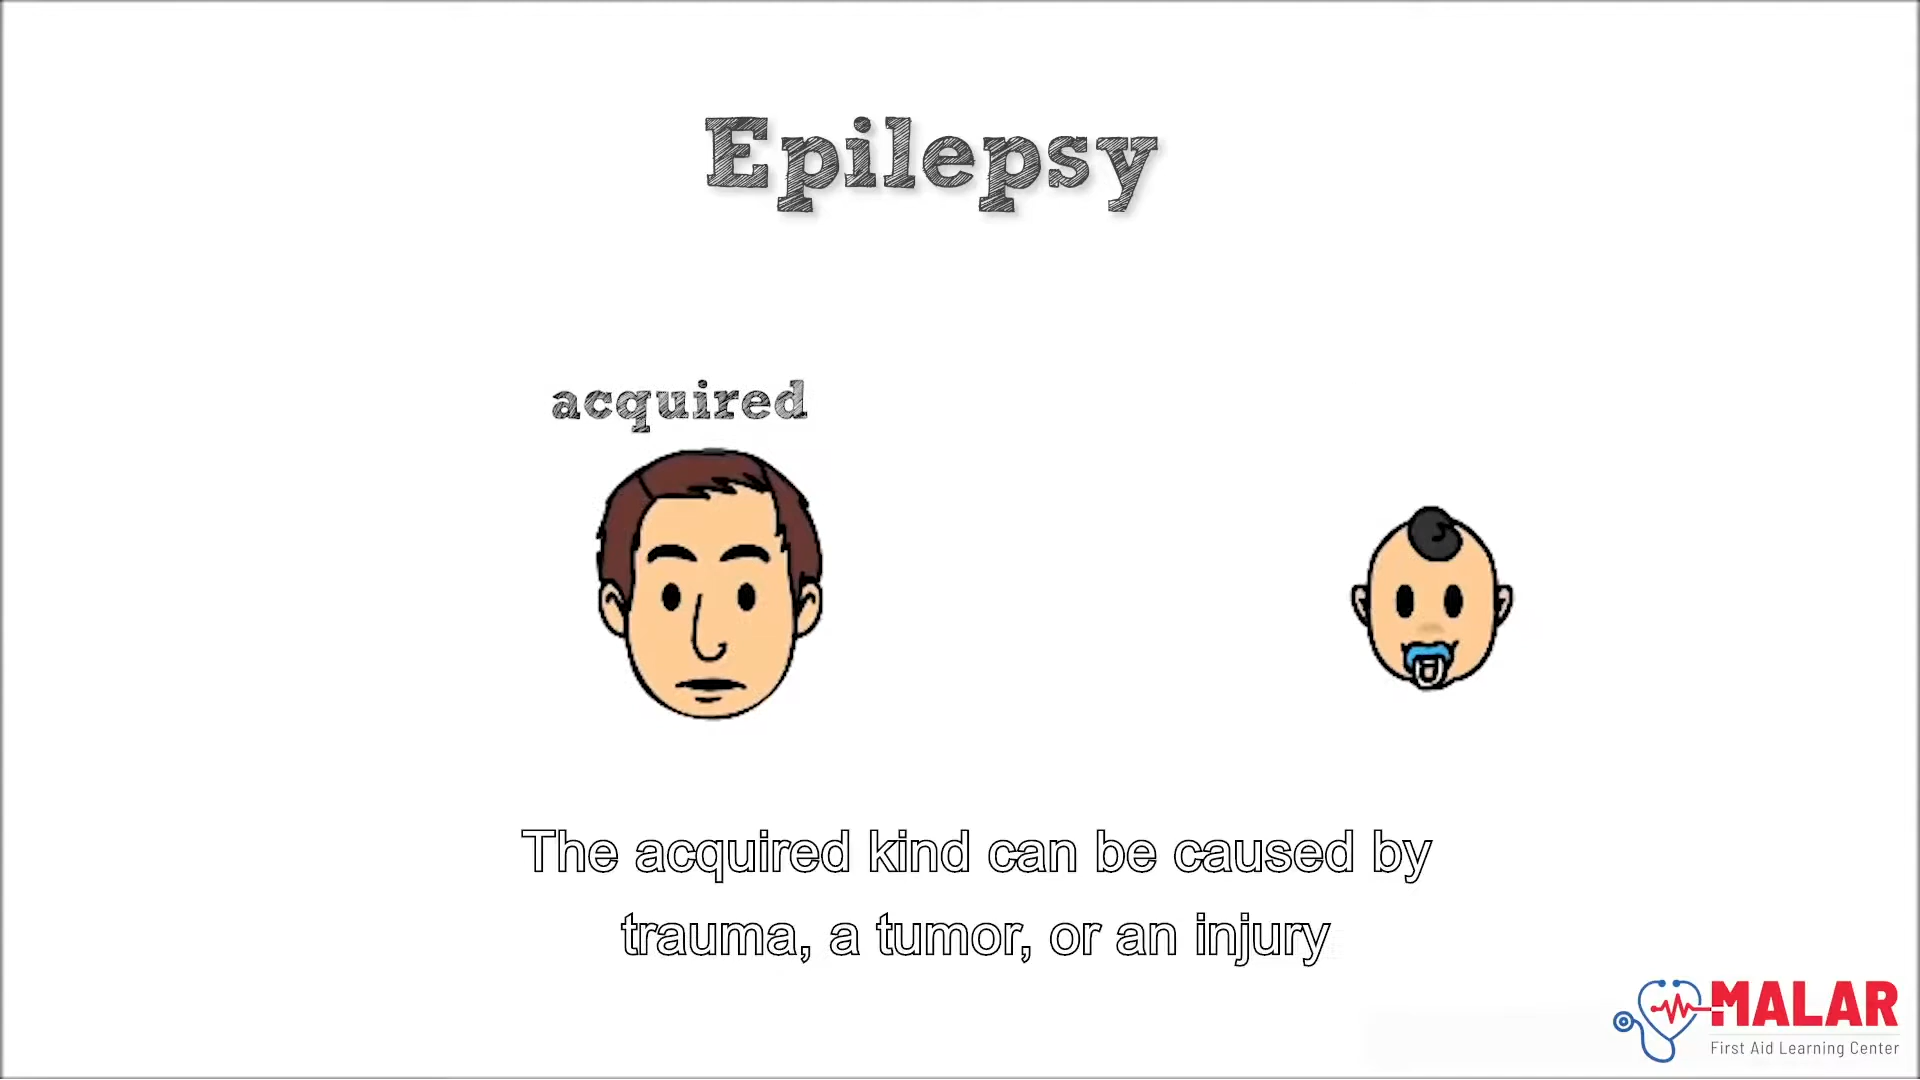 Epilepsy
acquired
The acquired kind can be caused by
trauma, a tumor, or an injury
MALAR
First Aid Learning Center